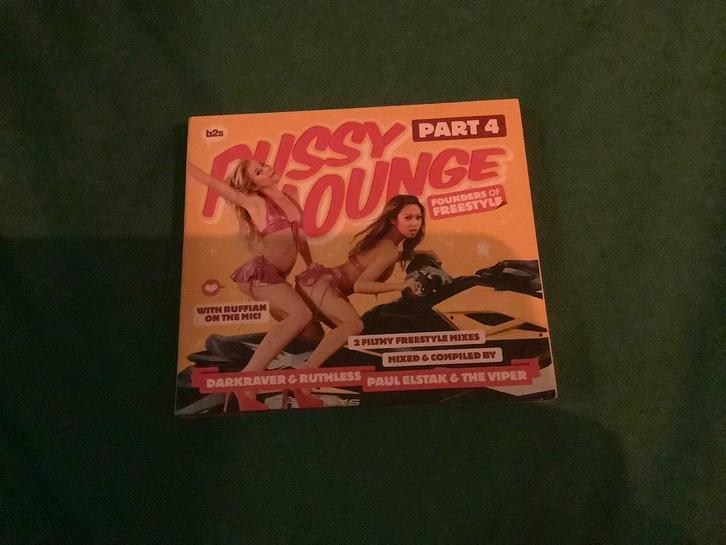 b2s
PUSSY
LOUNGE
PART 4
FOUNDERS OF
FREESTYLE
WITH RUFFIAN
ON THE MIC!
2 FILTHY FREESTYLE MIXES
MIXED & COMPILED BY
DARKRAVER & RUTHLESS PAUL ELSTAK & THE VIPER